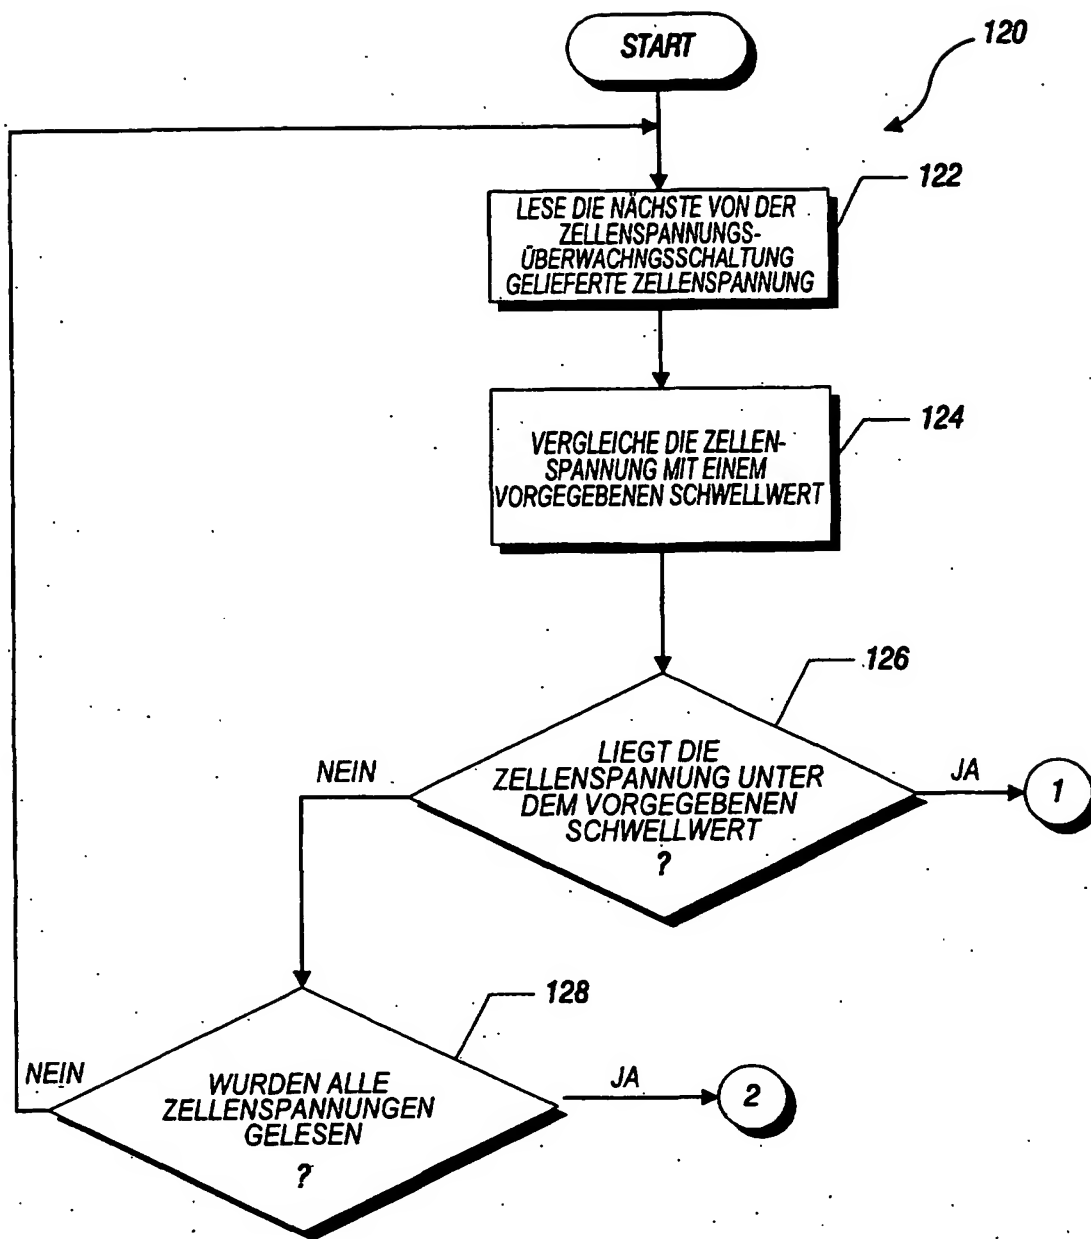 START
120
122
LESE DIE NÄCHSTE VON DER
ZELLENSPANNUNGS-
ÜBERWACHNGSSCHALTUNG
GELIEFERTE ZELLENSPANNUNG
124
VERGLEICHE DIE ZELLEN-
SPANNUNG MIT EINEM
VORGEGEBENEN SCHWELLWERT
126
LIEGT DIE
ZELLENSPANNUNG UNTER
DEM VORGEGEBENEN
SCHWELLWERT
?
NEIN
JA
1
128
WURDEN ALLE
ZELLENSPANNUNGEN
GELESEN
?
NEIN
JA
2